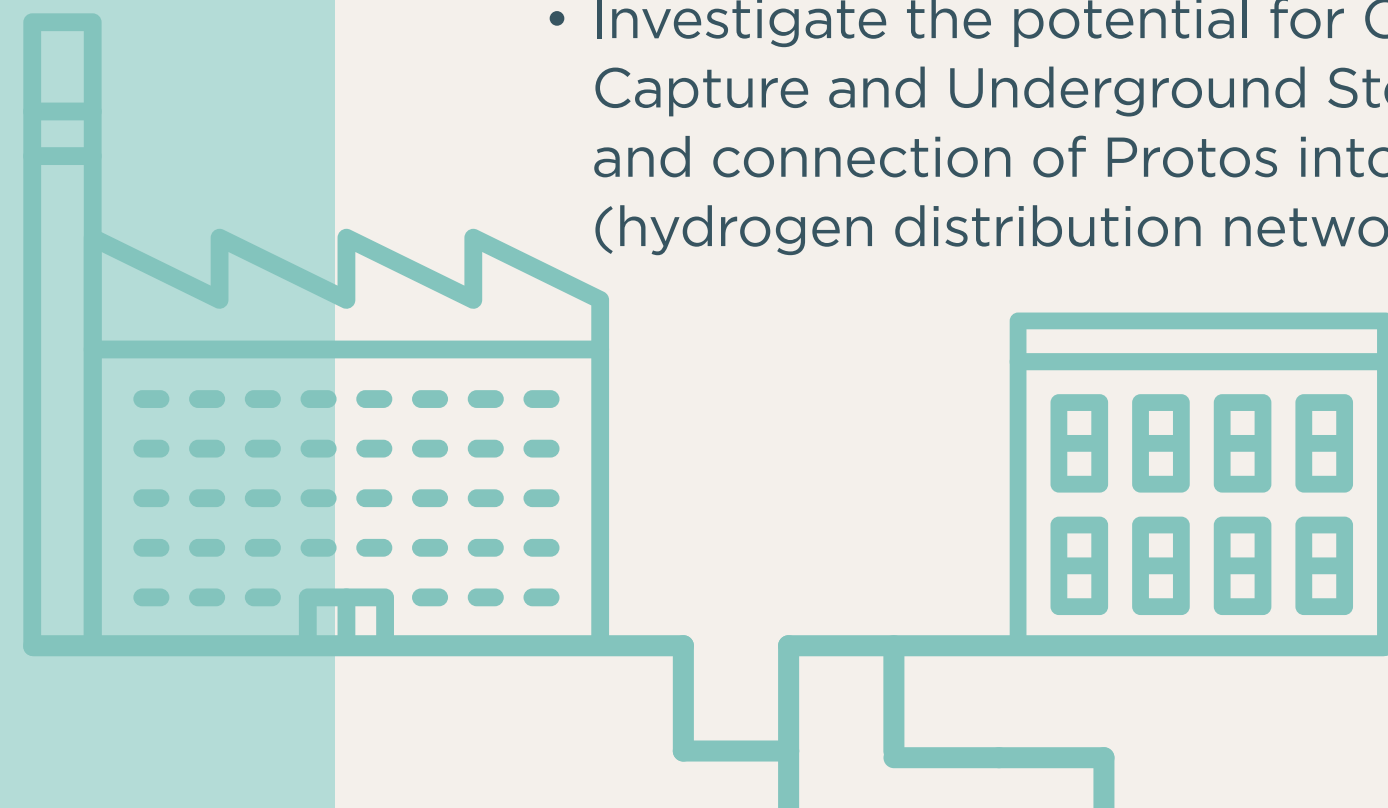 • Investigate the potential for
Capture and Underground
and connection of Protos into
(hydrogen distribution